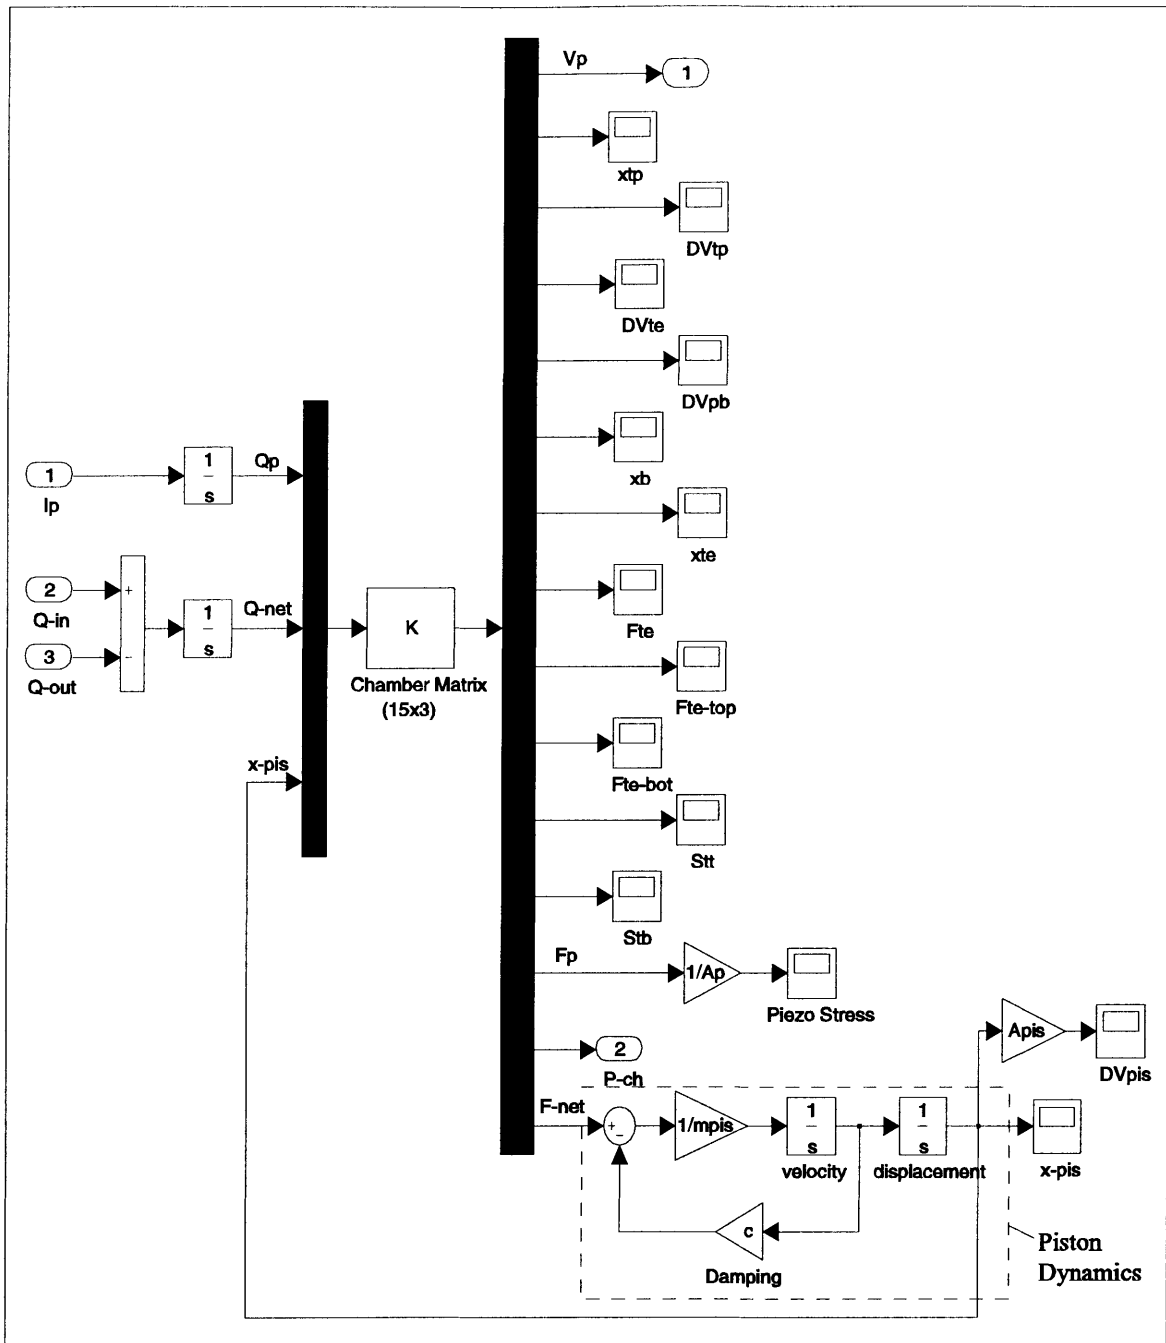 Vp
1
xtp
DVtp
DVte
DVpb
xb
xte
Fte
Fte-top
Fte-bot
Stt
Stb
1
Ip
1
s
Qp
2
Q-in
3
Q-out
+
−
1
s
Q-net
x-pis
K
Chamber Matrix
(15x3)
Fp
1/Ap
Piezo Stress
2
P-ch
Apis
DVpis
F-net
+
−
1/mpis
1
s
velocity
1
s
displacement
x-pis
c
Damping
Piston
Dynamics